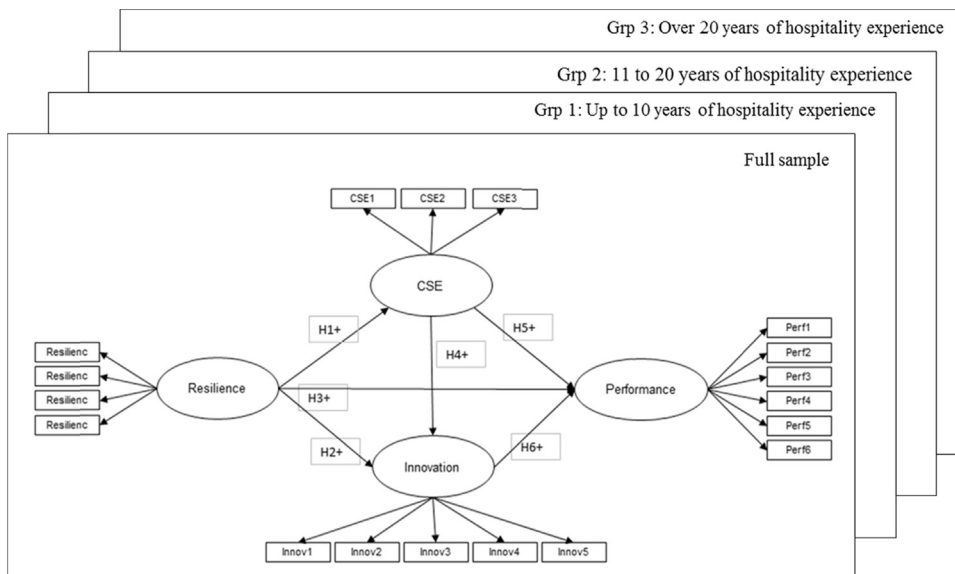 Grp 3: Over 20 years of hospitality experience
Grp 2: 11 to 20 years of hospitality experience
Grp 1: Up to 10 years of hospitality experience
Full sample
CSE1
CSE2
CSE3
CSE
H1+
H5+
H4+
Perf1
Perf2
Perf3
Perf4
Perf5
Perf6
Resilienc
Resilienc
Resilienc
Resilienc
Resilience
Performance
H3+
H2+
H6+
Innovation
Innov1
Innov2
Innov3
Innov4
Innov5